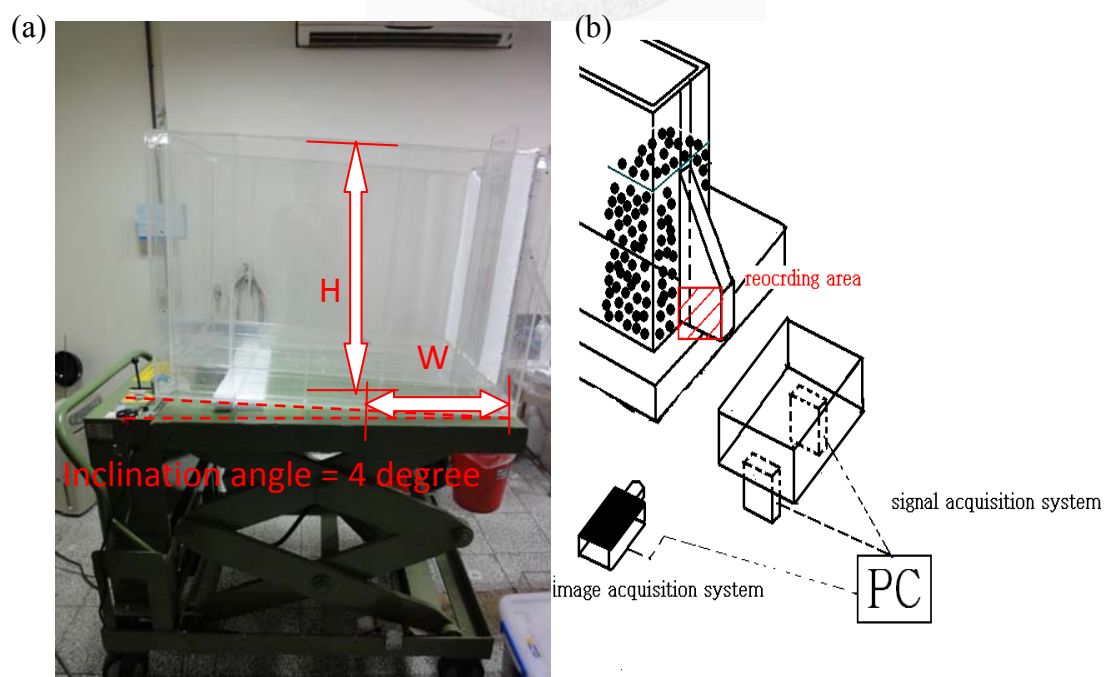 (a)
(b)
H
W
Inclination angle = 4 degree
reocrding area
signal acquisition system
image acquisition system
PC